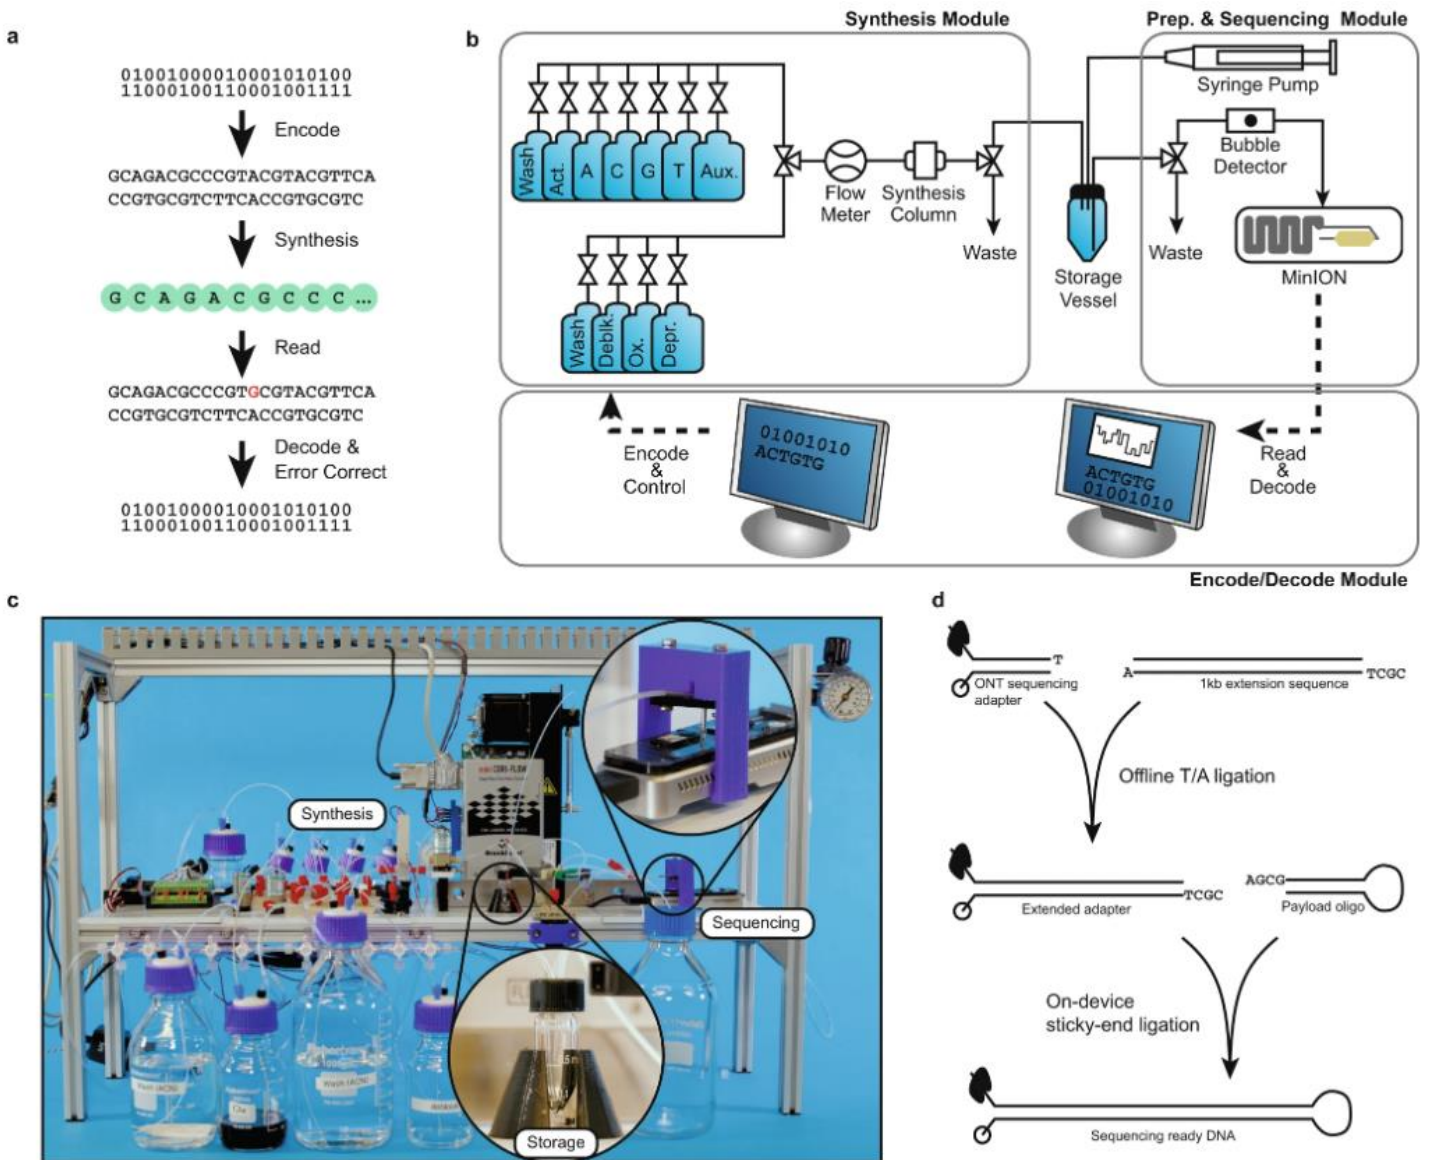 a
01001000010001010100
11000100110001001111
Encode
GCAGACGCCCGTACGTACGTTCA
CCGTGCGTCTTCACCGTGCGTC
Synthesis
G C A G A C G C C C ...
Read
GCAGACGCCCGTGCGTACGTTCA
CCGTGCGTCTTCACCGTGCGTC
Decode &
Error Correct
01001000010001010100
11000100110001001111
b
Synthesis Module
Prep. & Sequencing Module
Wash
Act.
A
C
G
T
Aux.
Flow
Meter
Synthesis
Column
Waste
Wash
Deblk.
Ox.
Depr.
Storage
Vessel
Syringe Pump
Bubble
Detector
Waste
MinION
Encode
&
Control
01001010
ACTGTG
ACTGTG
01001010
Read
&
Decode
Encode/Decode Module
c
Synthesis
Sequencing
Wash (ACN)
Wash (ACN)
Storage
d
T
ONT sequencing
adapter
A
1kb extension sequence
TCGC
Offline T/A ligation
TCGC
Extended adapter
AGCG
Payload oligo
On-device
sticky-end ligation
Sequencing ready DNA